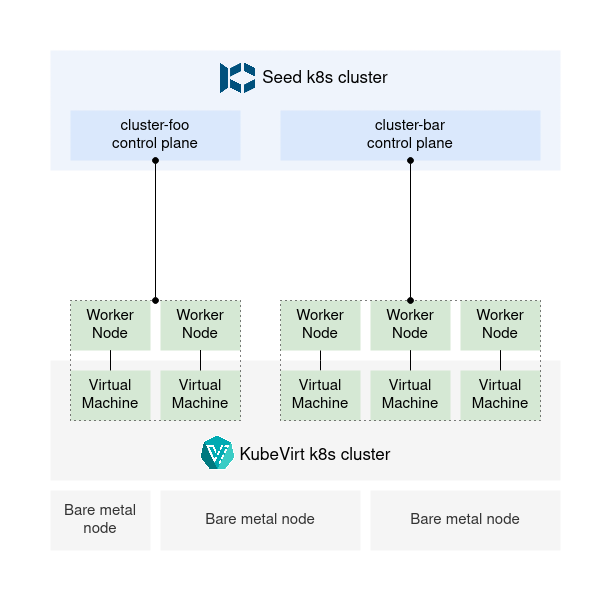 Seed k8s cluster
cluster-foo
control plane
cluster-bar
control plane
Worker
Node
Worker
Node
Worker
Node
Worker
Node
Worker
Node
Virtual
Machine
Virtual
Machine
Virtual
Machine
Virtual
Machine
Virtual
Machine
KubeVirt k8s cluster
Bare metal
node
Bare metal node
Bare metal node